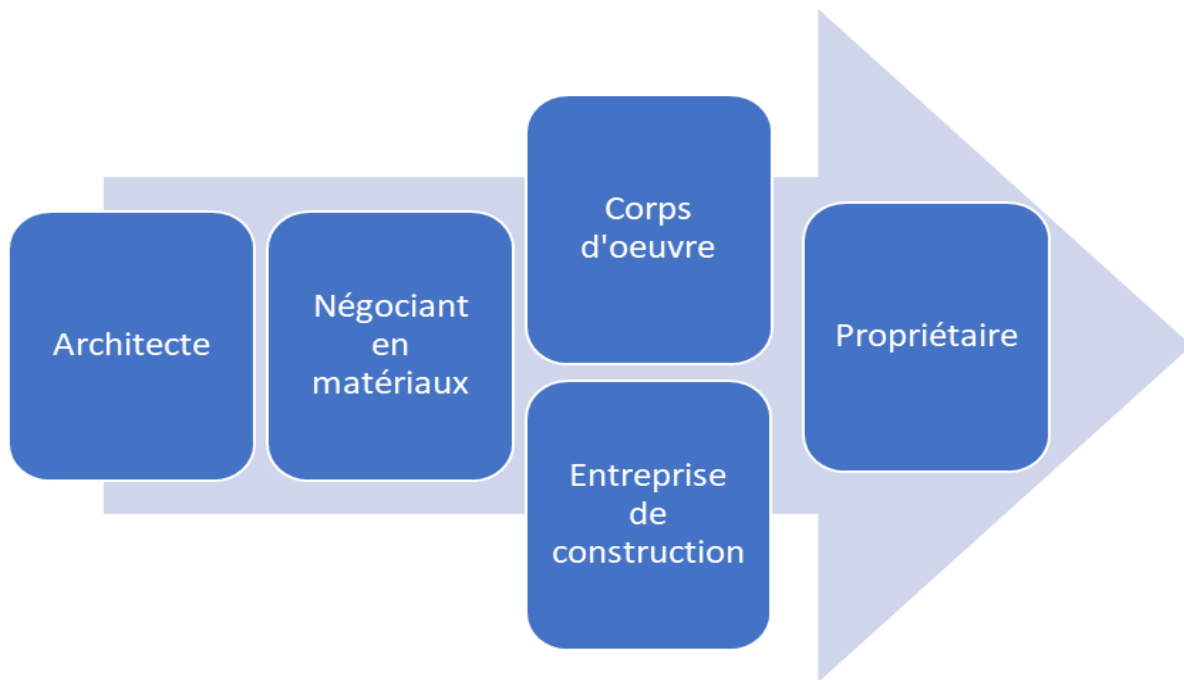 Architecte
Négociant
en
matériaux
Corps
d'oeuvre
Entreprise
de
construction
Propriétaire